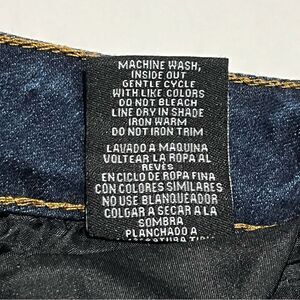 MACHINE WASH,
INSIDE OUT
GENTLE CYCLE
WITH LIKE COLORS
DO NOT BLEACH
LINE DRY IN SHADE
IRON WARM
DO NOT IRON TRIM
LAVADO A MAQUINA
VOLTEAR LA ROPA AL
REVES
EN CICLO DE ROPA FINA
CON COLORES SIMILARES
NO USE BLANQUEADOR
COLGAR A SECAR A LA
SOMBRA
PLANCHADO A